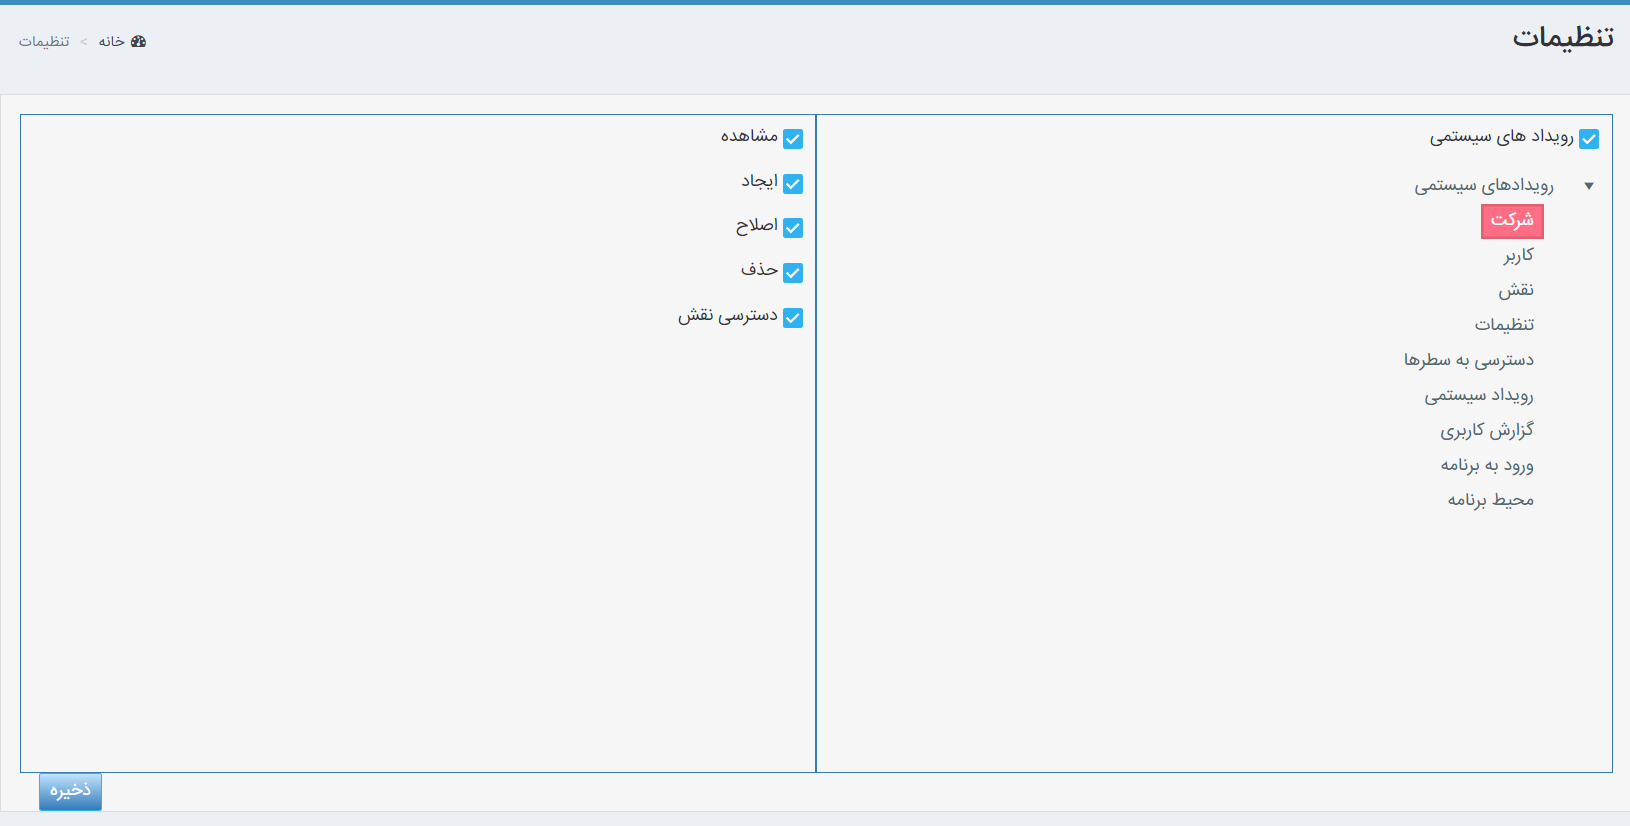 تنظیمات
خانه > تنظیمات
رویداد های سیستمی
رویدادهای سیستمی
شرکت
کاربر
نقش
تنظیمات
دسترسی به سطرها
رویداد سیستمی
گزارش کاربری
ورود به برنامه
محیط برنامه
مشاهده
ایجاد
اصلاح
حذف
دسترسی نقش
ذخیره